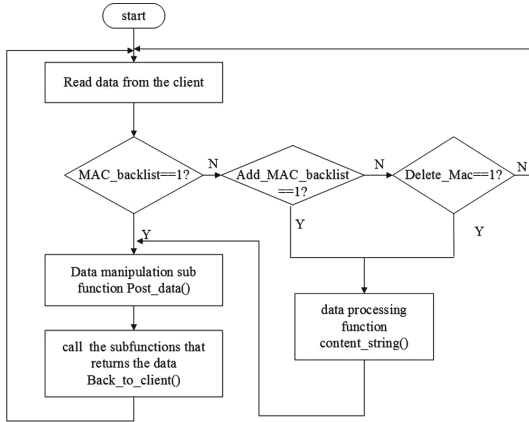 start
Read data from the client
MAC_backlist==1?
N
Add_MAC_backlist
==1?
N
Delete_Mac==1?
N
Y
Y
Y
Data manipulation sub
function Post_data()
data processing
function
content_string()
call the subfunctions that
returns the data
Back_to_client()